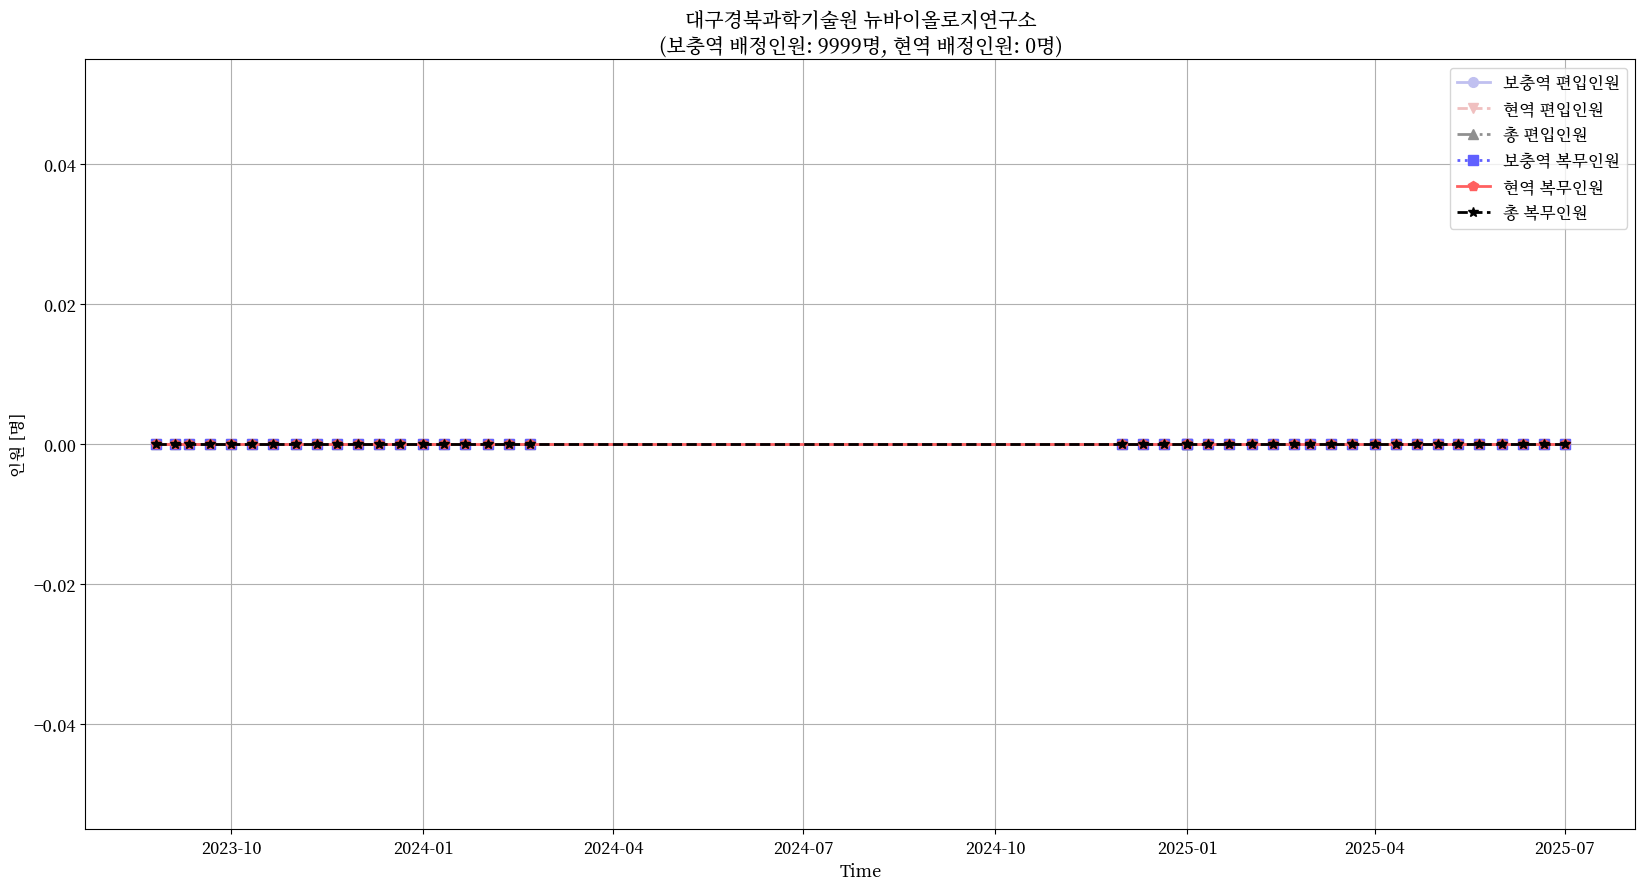 대구경북과학기술원 뉴바이올로지연구소
(보충역 배정인원: 9999명, 현역 배정인원: 0명)
보충역 편입인원
현역 편입인원
총 편입인원
보충역 복무인원
현역 복무인원
총 복무인원
인원 [명]
0.04
0.02
0.00
−0.02
−0.04
2023-10
2024-01
2024-04
2024-07
2024-10
2025-01
2025-04
2025-07
Time